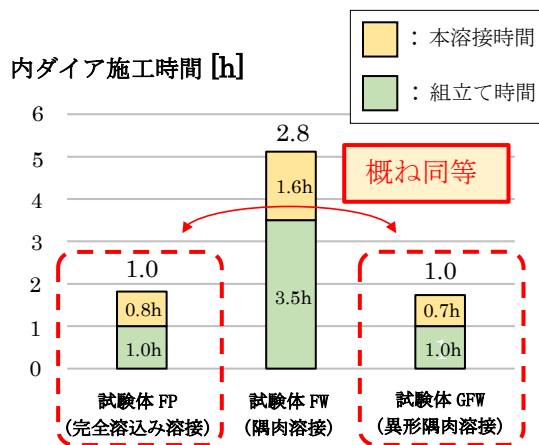 ：本溶接時間
：組立て時間
内ダイア施工時間 [h]
6
5
4
3
2
1
0
2.8
概ね同等
1.6h
3.5h
1.0
0.8h
1.0h
1.0
0.7h
1.0h
試験体 FP
(完全溶込み溶接)
試験体 FW
(隅肉溶接)
試験体 GFW
(異形隅肉溶接)